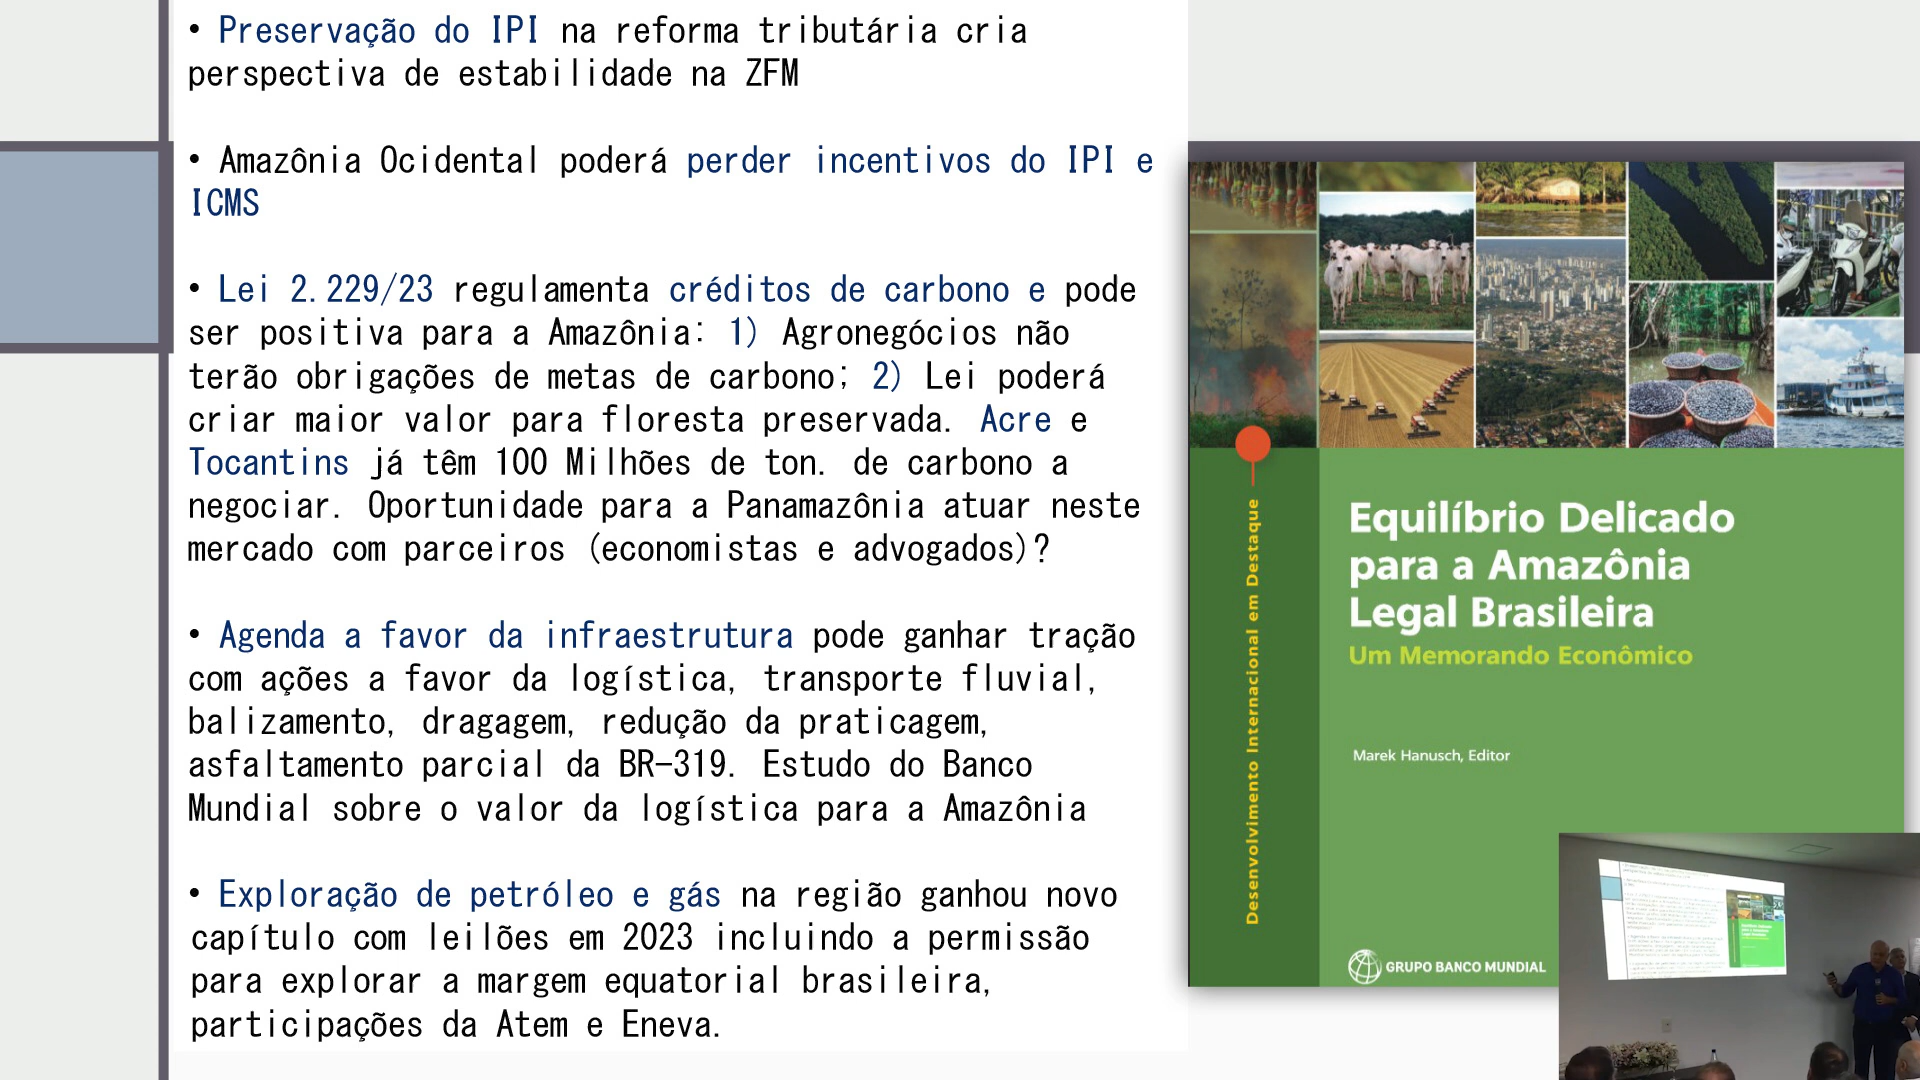 • Preservação do IPI na reforma tributária cria
perspectiva de estabilidade na ZFM
• Amazônia Ocidental poderá perder incentivos do IPI e
ICMS
• Lei 2.229/23 regulamenta créditos de carbono e pode
ser positiva para a Amazônia: 1) Agronegócios não
terão obrigações de metas de carbono; 2) Lei poderá
criar maior valor para floresta preservada. Acre e
Tocantins já têm 100 Milhões de ton. de carbono a
negociar. Oportunidade para a Panamazônia atuar neste
mercado com parceiros (economistas e advogados)?
• Agenda a favor da infraestrutura pode ganhar tração
com ações a favor da logística, transporte fluvial,
balizamento, dragagem, redução da praticagem,
asfaltamento parcial da BR-319. Estudo do Banco
Mundial sobre o valor da logística para a Amazônia
• Exploração de petróleo e gás na região ganhou novo
capítulo com leilões em 2023 incluindo a permissão
para explorar a margem equatorial brasileira,
participações da Atem e Eneva.
Desenvolvimento Internacional em Destaque
Equilíbrio Delicado
para a Amazônia
Legal Brasileira
Um Memorando Econômico
Marek Hanusch, Editor
GRUPO BANCO MUNDIAL